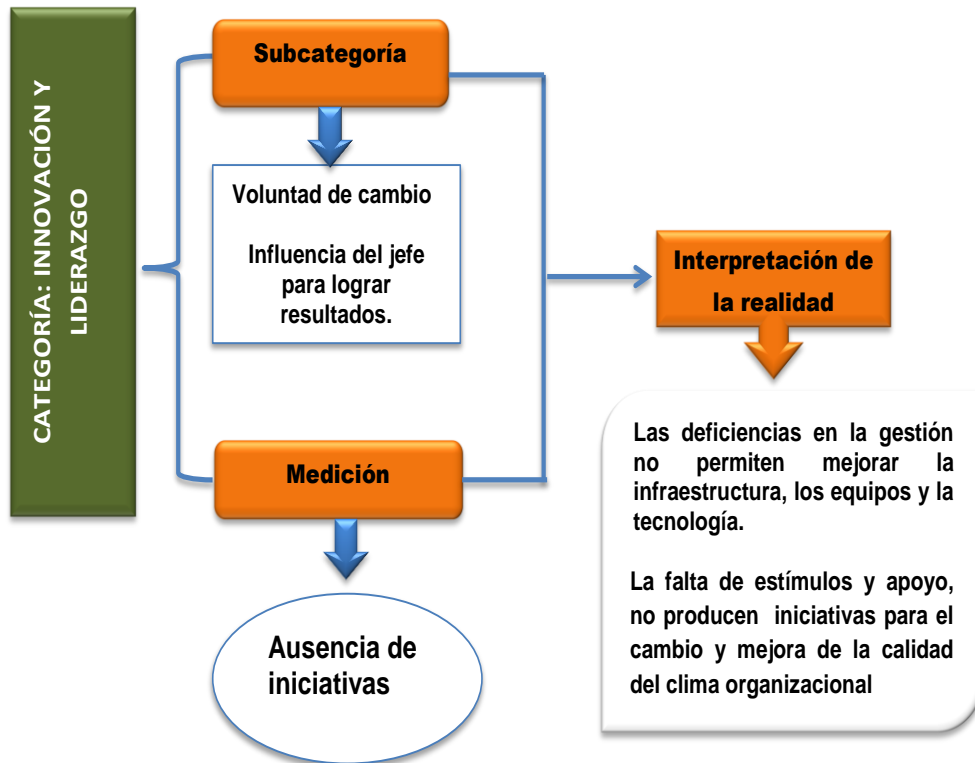 CATEGORÍA: INNOVACIÓN Y
LIDERAZGO
Subcategoría
Voluntad de cambio
Influencia del jefe
para lograr
resultados.
Medición
Ausencia de
iniciativas
Interpretación de
la realidad
Las deficiencias en la gestión
no permiten mejorar la
infraestructura, los equipos y la
tecnología.
La falta de estímulos y apoyo,
no producen iniciativas para el
cambio y mejora de la calidad
del clima organizacional